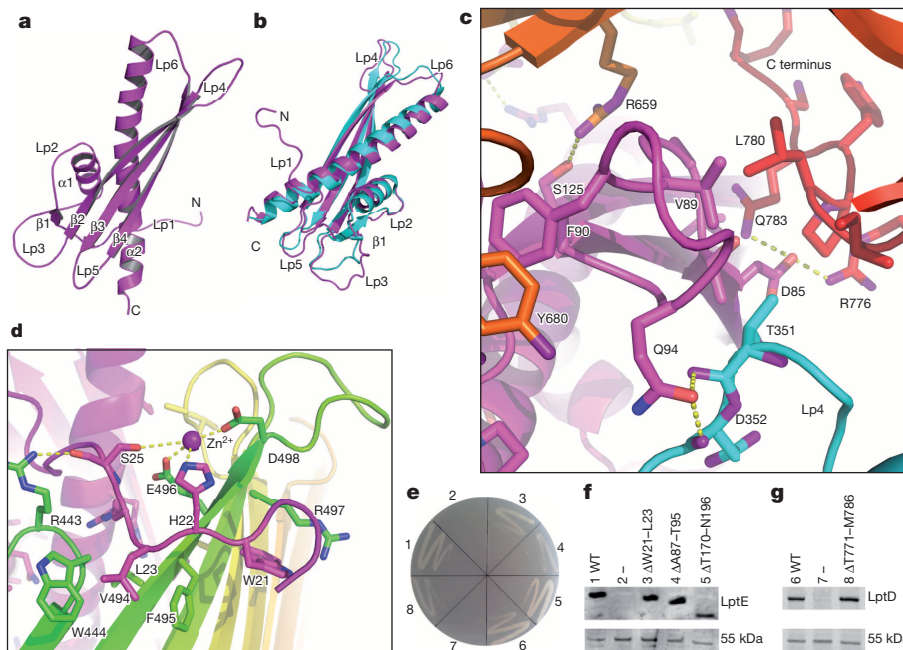 a
Lp6
Lp4
Lp2
α1
N
β1
β2
β3
Lp1
Lp3
β4
α2
Lp5
C
b
Lp4
Lp6
N
Lp1
Lp2
C
β1
Lp5
Lp3
c
C terminus
R659
L780
S125
V89
F90
Q783
D85
R776
Y680
T351
Q94
Lp4
D352
d
Zn²⁺
S25
D498
E496
R443
H22
R497
L23
W21
V494
F495
W444
e
2
3
1
4
8
5
7
6
f
1 WT
2 –
3 ΔW21–L23
4 ΔA87–T95
5 ΔT170–N196
LptE
55 kDa
g
6 WT
7 –
8 ΔT771–M786
LptD
55 kDa